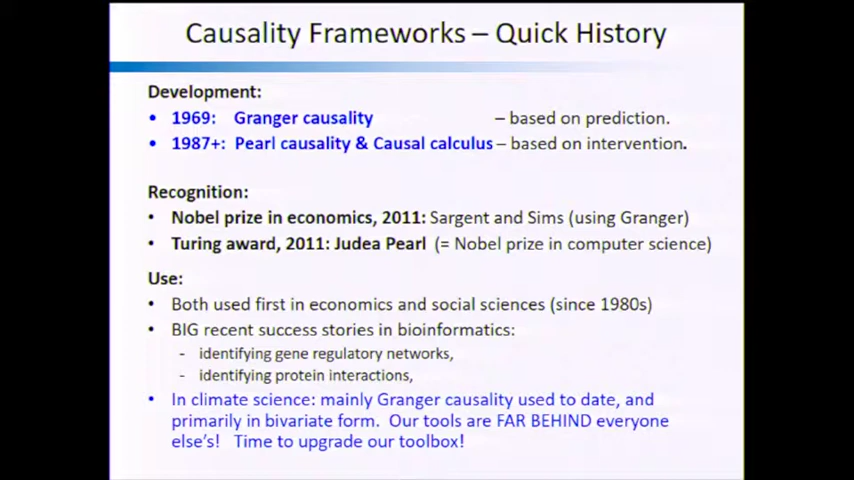 Causality Frameworks – Quick History
Development:
• 1969: Granger causality – based on prediction.
• 1987+: Pearl causality & Causal calculus – based on intervention.
Recognition:
• Nobel prize in economics, 2011: Sargent and Sims (using Granger)
• Turing award, 2011: Judea Pearl (= Nobel prize in computer science)
Use:
• Both used first in economics and social sciences (since 1980s)
• BIG recent success stories in bioinformatics:
- identifying gene regulatory networks,
- identifying protein interactions,
• In climate science: mainly Granger causality used to date, and
primarily in bivariate form. Our tools are FAR BEHIND everyone
else's! Time to upgrade our toolbox!